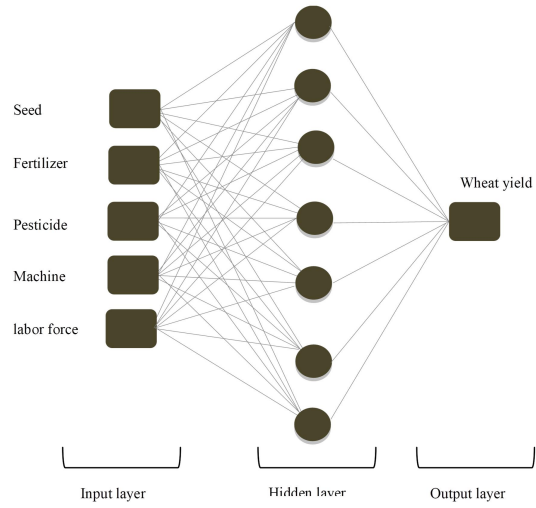 Seed
Fertilizer
Pesticide
Machine
labor force
Wheat yield
Input layer
Hidden layer
Output layer